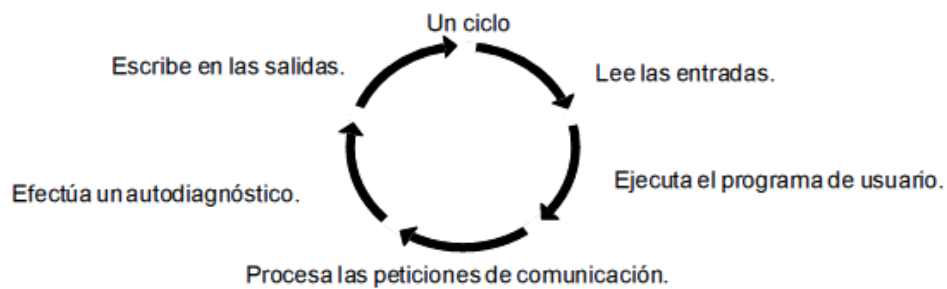 Un ciclo
Escribe en las salidas.
Lee las entradas.
Efectúa un autodiagnóstico.
Ejecuta el programa de usuario.
Procesa las peticiones de comunicación.